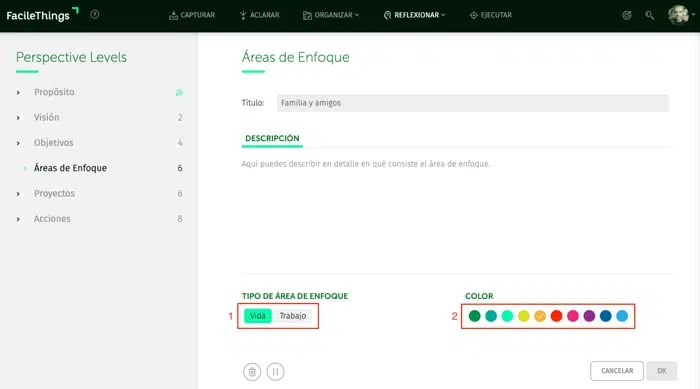 FacileThings
?
CAPTURAR
ACLARAR
ORGANIZAR
REFLEXIONAR
EJECUTAR
Perspective Levels
Propósito
Visión 2
Objetivos 4
Áreas de Enfoque 6
Proyectos 6
Acciones 8
Áreas de Enfoque
Título: Familia y amigos
DESCRIPCIÓN
Aquí puedes describir en detalle en qué consiste el área de enfoque.
TIPO DE ÁREA DE ENFOQUE
1 Vida Trabajo
COLOR
2
CANCELAR OK